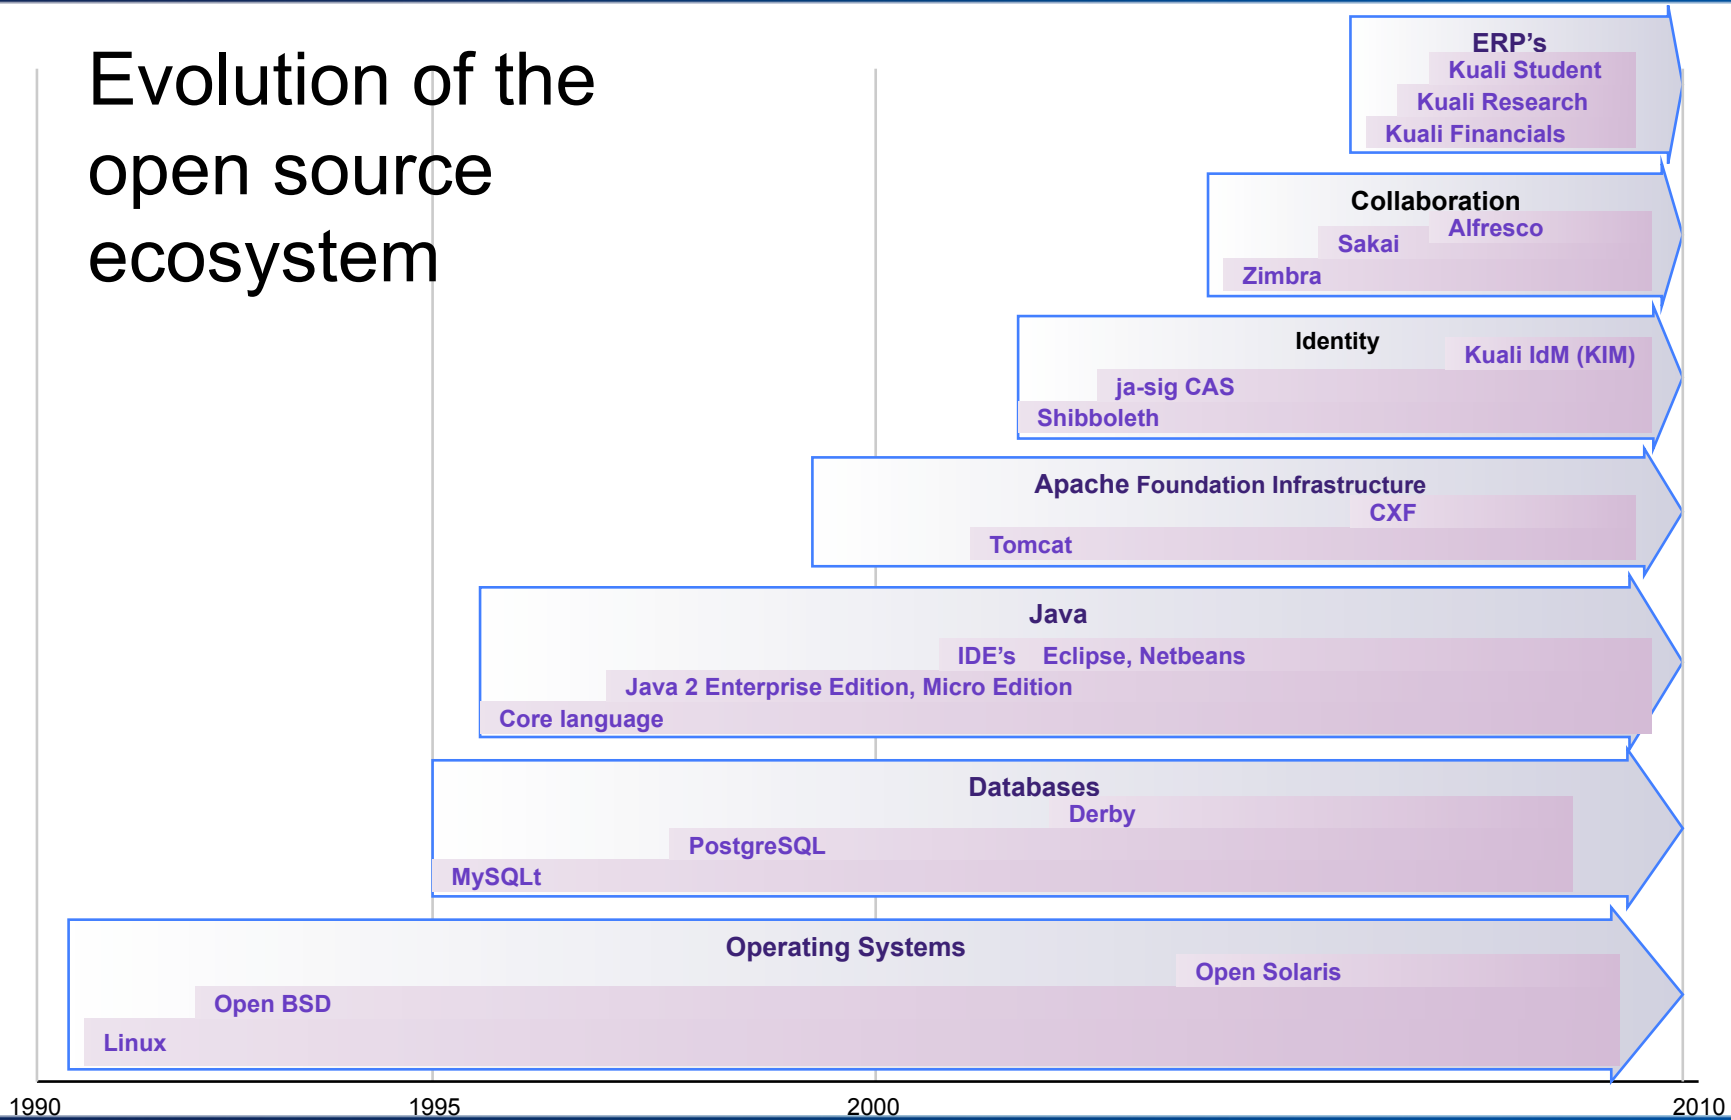 Evolution of the
open source
ecosystem
ERP's
Kuali Student
Kuali Research
Kuali Financials
Collaboration
Alfresco
Sakai
Zimbra
Identity
Kuali IdM (KIM)
ja-sig CAS
Shibboleth
Apache Foundation Infrastructure
CXF
Tomcat
Java
IDE's Eclipse, Netbeans
Java 2 Enterprise Edition, Micro Edition
Core language
Databases
Derby
PostgreSQL
MySQLt
Operating Systems
Open Solaris
Open BSD
Linux
1990 1995 2000 2010